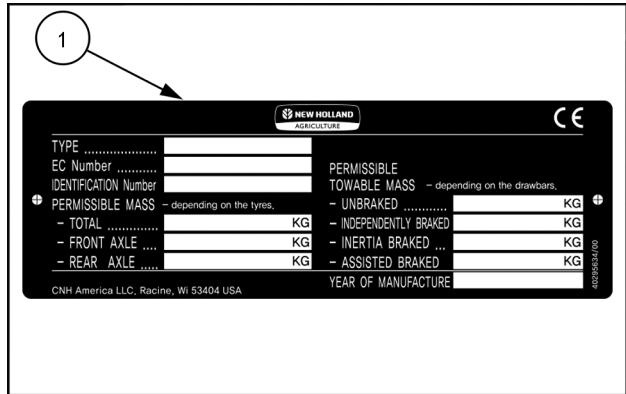 1
NEW HOLLAND
AGRICULTURE
CE
TYPE ....................
EC Number ...........
IDENTIFICATION Number
PERMISSIBLE MASS - depending on the tyres,
- TOTAL .............. KG
- FRONT AXLE .... KG
- REAR AXLE ..... KG
CNH America LLC, Racine, Wi 53404 USA
PERMISSIBLE
TOWABLE MASS - depending on the drawbars,
- UNBRAKED ............ KG
- INDEPENDENTLY BRAKED KG
- INERTIA BRAKED ... KG
- ASSISTED BRAKED KG
YEAR OF MANUFACTURE
40295634/00